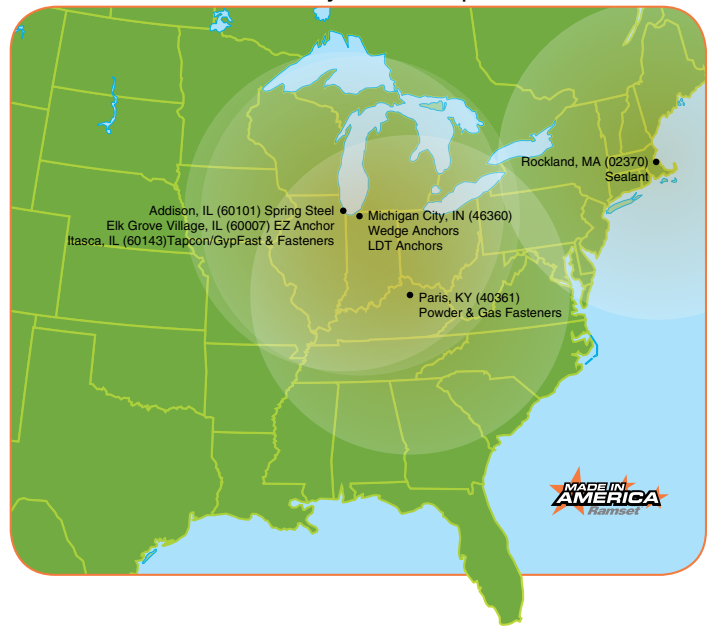 Rockland, MA (02370)
Sealant
Addison, IL (60101) Spring Steel
Elk Grove Village, IL (60007) EZ Anchor
Itasca, IL (60143)Tapcon/GypFast & Fasteners
Michigan City, IN (46360)
Wedge Anchors
LDT Anchors
Paris, KY (40361)
Powder & Gas Fasteners
MADE IN
AMERICA
Ramset